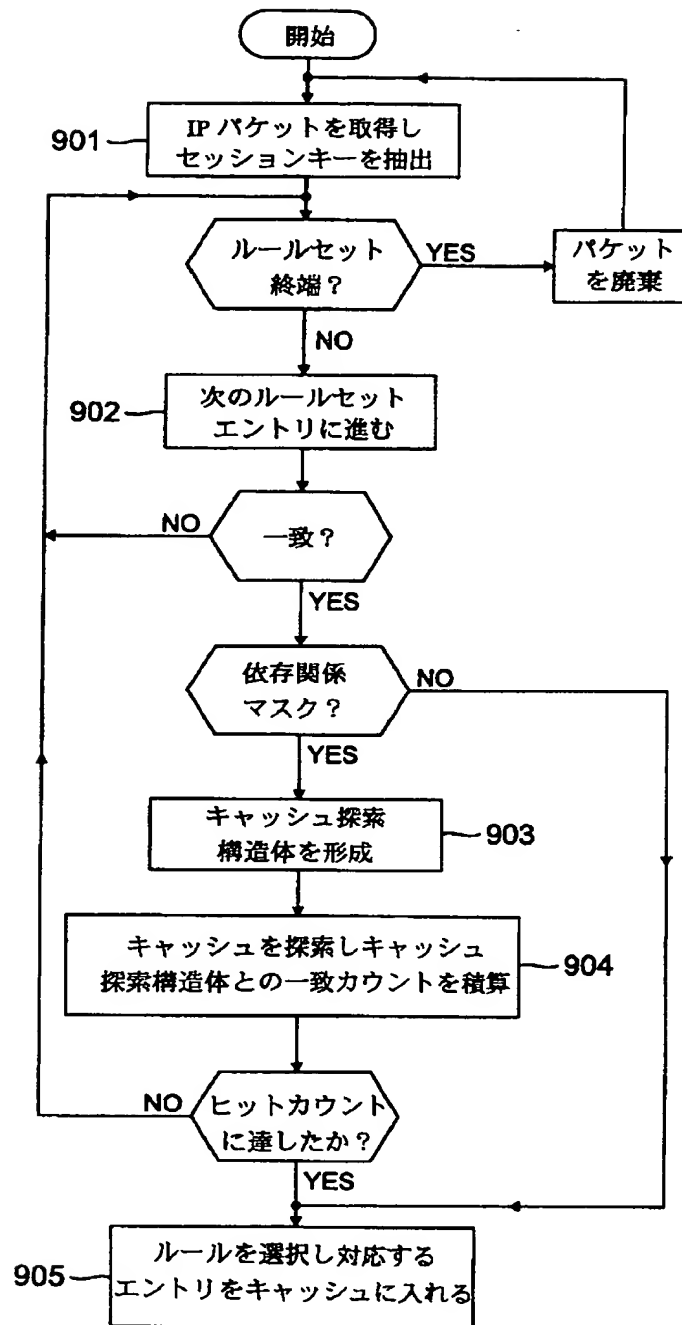 開始
901
IP パケットを取得し
セッションキーを抽出
ルールセット
終端？
YES
パケット
を廃棄
NO
902
次のルールセット
エントリに進む
NO
一致？
YES
依存関係
マスク？
NO
YES
キャッシュ探索
構造体を形成
903
キャッシュを探索しキャッシュ
探索構造体との一致カウントを積算
904
NO
ヒットカウント
に達したか？
YES
905
ルールを選択し対応する
エントリをキャッシュに入れる